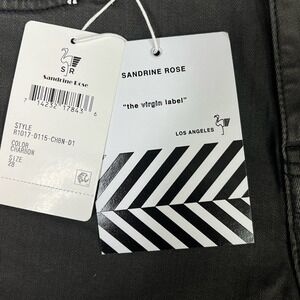 S R
Sandrine Rose
7 14232 17843 6
STYLE
R1017-0115-CHBN-01
COLOR
CHARBON
SIZE
28
SANDRINE ROSE
"the virgin label"
LOS ANGELES